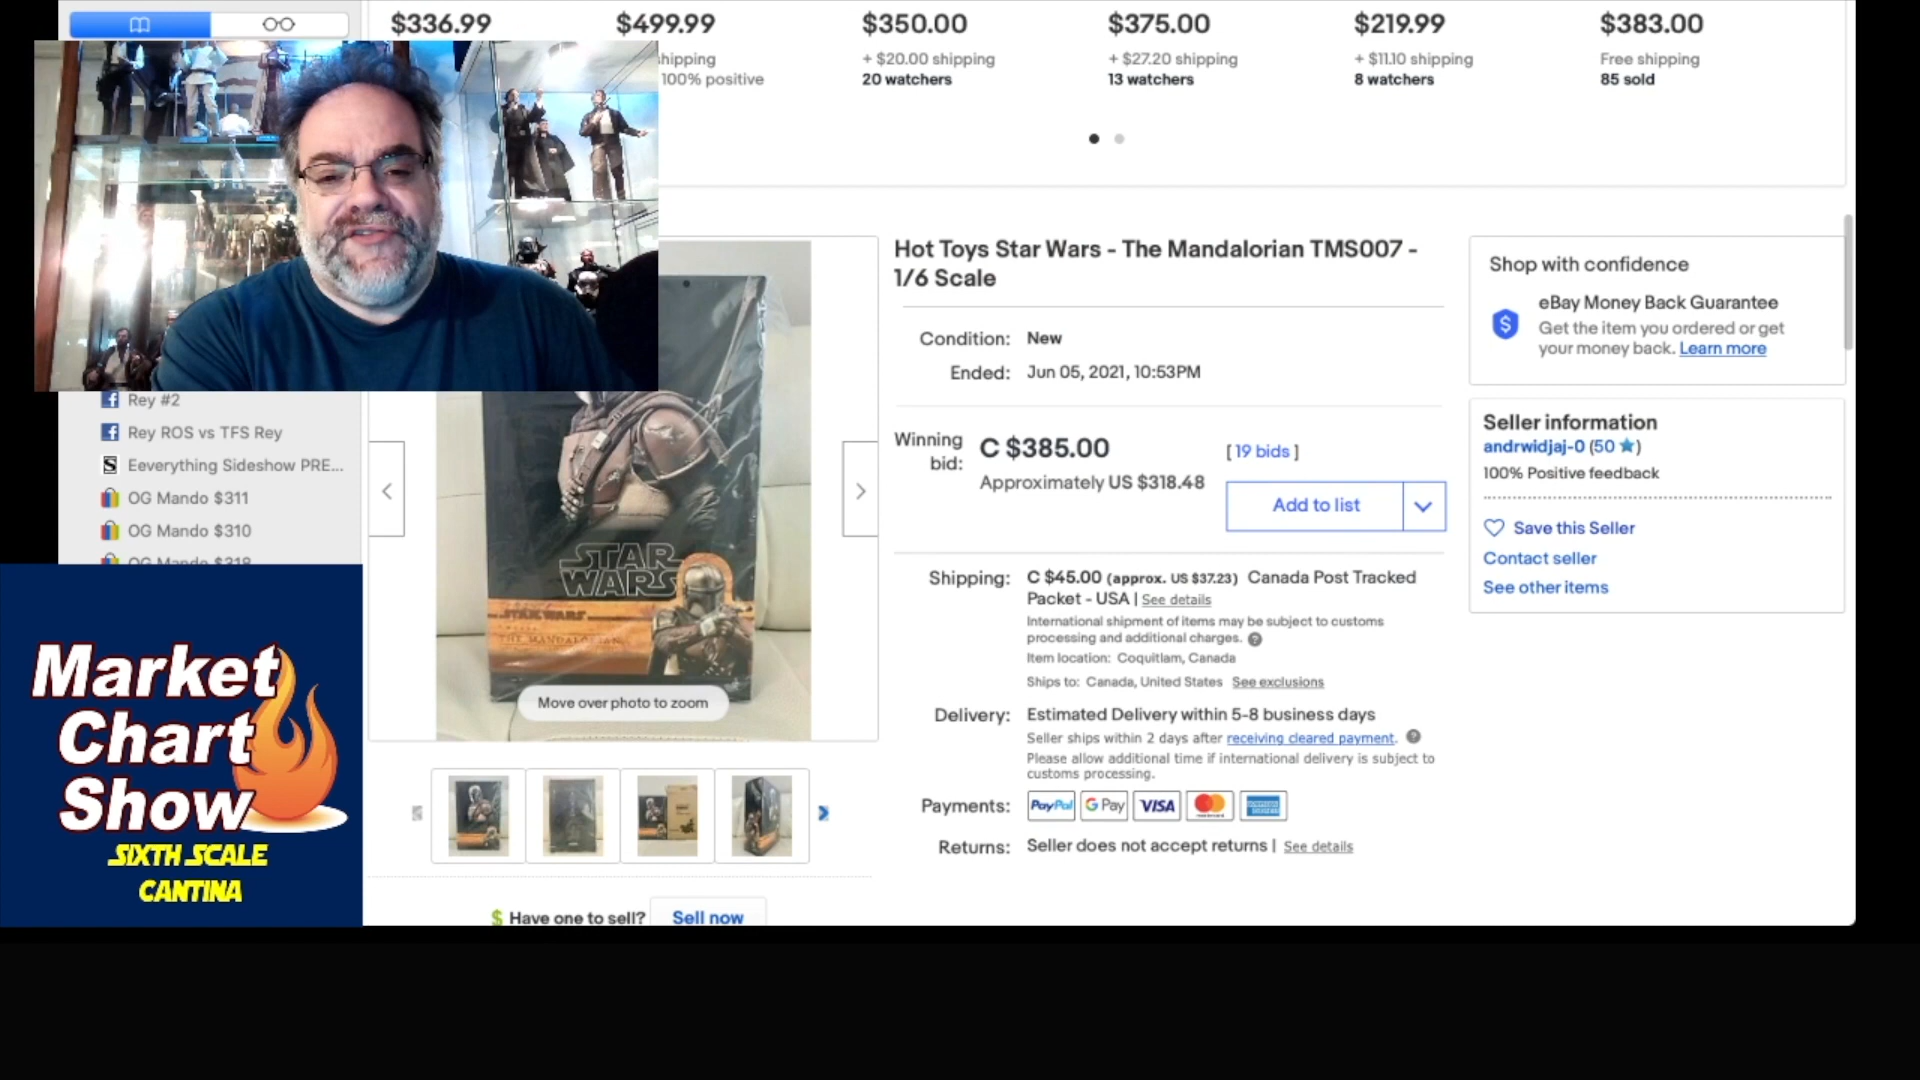 $336.99
$499.99
$350.00
$375.00
$219.99
$383.00
shipping
+ $20.00 shipping
+ $27.20 shipping
+ $11.10 shipping
Free shipping
100% positive
20 watchers
13 watchers
8 watchers
85 sold
Hot Toys Star Wars - The Mandalorian TMS007 -
1/6 Scale
Condition: New
Ended: Jun 05, 2021, 10:53PM
Winning
bid:
C $385.00
[ 19 bids ]
Approximately US $318.48
Add to list
Shipping: C $45.00 (approx. US $37.23) Canada Post Tracked
Packet - USA | See details
International shipment of items may be subject to customs
processing and additional charges.
Item location: Coquitlam, Canada
Ships to: Canada, United States See exclusions
Delivery: Estimated Delivery within 5-8 business days
Seller ships within 2 days after receiving cleared payment.
Please allow additional time if international delivery is subject to
customs processing.
Payments: PayPal G Pay VISA
Returns: Seller does not accept returns | See details
Shop with confidence
eBay Money Back Guarantee
Get the item you ordered or get
your money back. Learn more
Seller information
andrwidjaj-0 (50 ★)
100% Positive feedback
Save this Seller
Contact seller
See other items
Rey #2
Rey ROS vs TFS Rey
Eeverything Sideshow PRE...
OG Mando $311
OG Mando $310
OG Mando $318
STAR
WARS
STAR WARS
THE MANDALORIAN
Move over photo to zoom
$ Have one to sell? Sell now
Market
Chart
Show
SIXTH SCALE
CANTINA